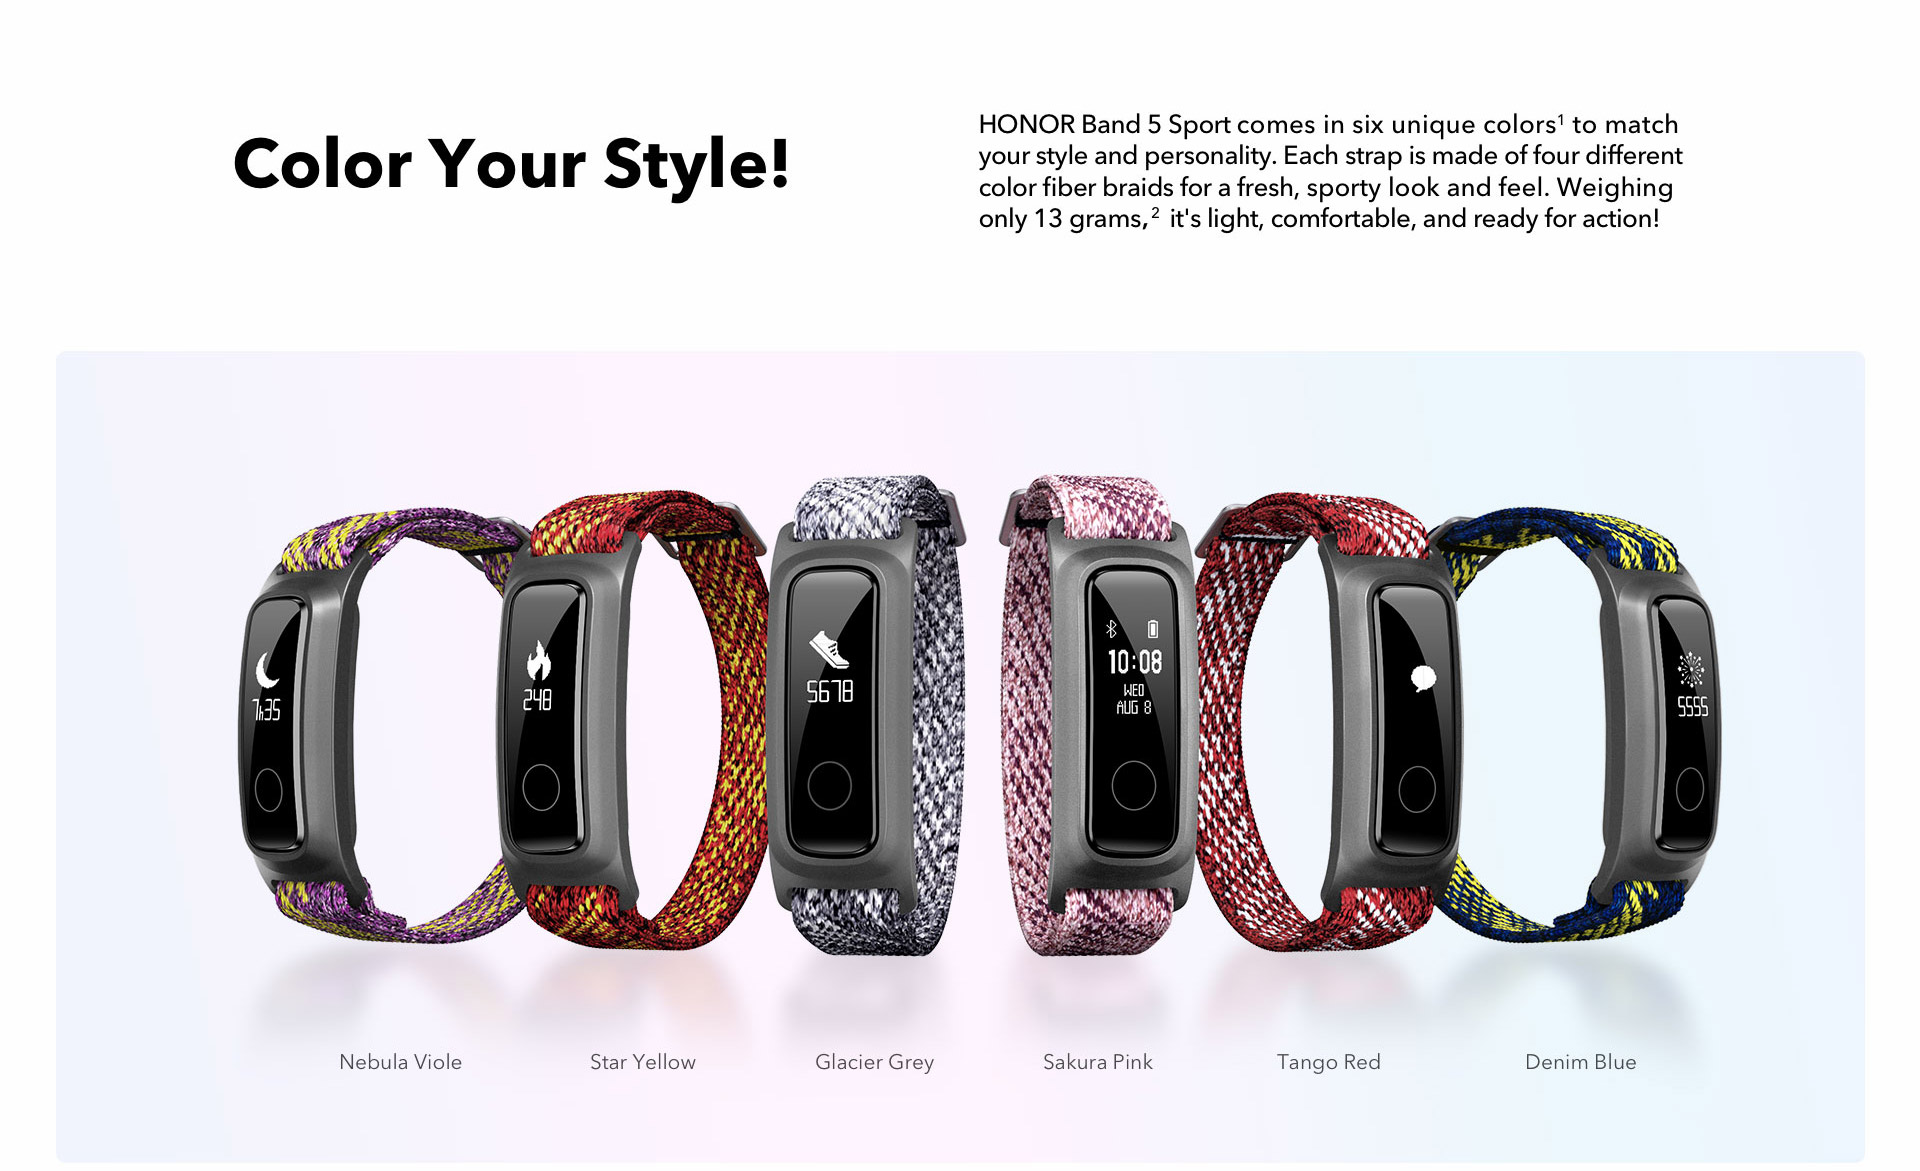 Color Your Style!
HONOR Band 5 Sport comes in six unique colors¹ to match
your style and personality. Each strap is made of four different
color fiber braids for a fresh, sporty look and feel. Weighing
only 13 grams,² it's light, comfortable, and ready for action!
7h35
248
5678
10:08
WED
AUG 8
5555
Nebula Viole
Star Yellow
Glacier Grey
Sakura Pink
Tango Red
Denim Blue